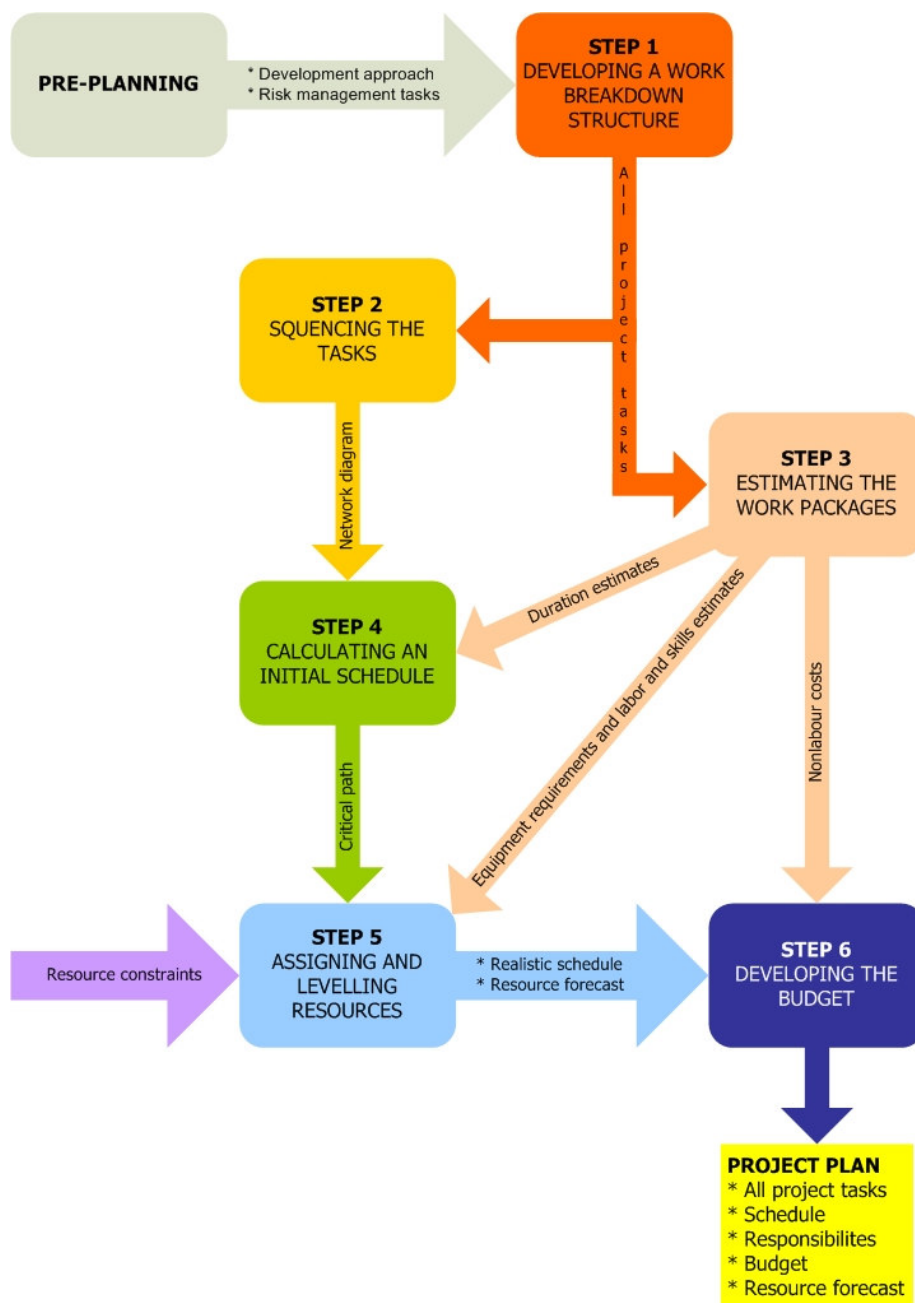 PRE-PLANNING
* Development approach
* Risk management tasks
STEP 1
DEVELOPING A WORK
BREAKDOWN
STRUCTURE
All project tasks
STEP 2
SQUENCING THE
TASKS
Network diagram
STEP 3
ESTIMATING THE
WORK PACKAGES
Duration estimates
Equipment requirements and labor and skills estimates
Nonlabour costs
STEP 4
CALCULATING AN
INITIAL SCHEDULE
Critical path
Resource constraints
STEP 5
ASSIGNING AND
LEVELLING
RESOURCES
* Realistic schedule
* Resource forecast
STEP 6
DEVELOPING THE
BUDGET
PROJECT PLAN
* All project tasks
* Schedule
* Responsibilites
* Budget
* Resource forecast